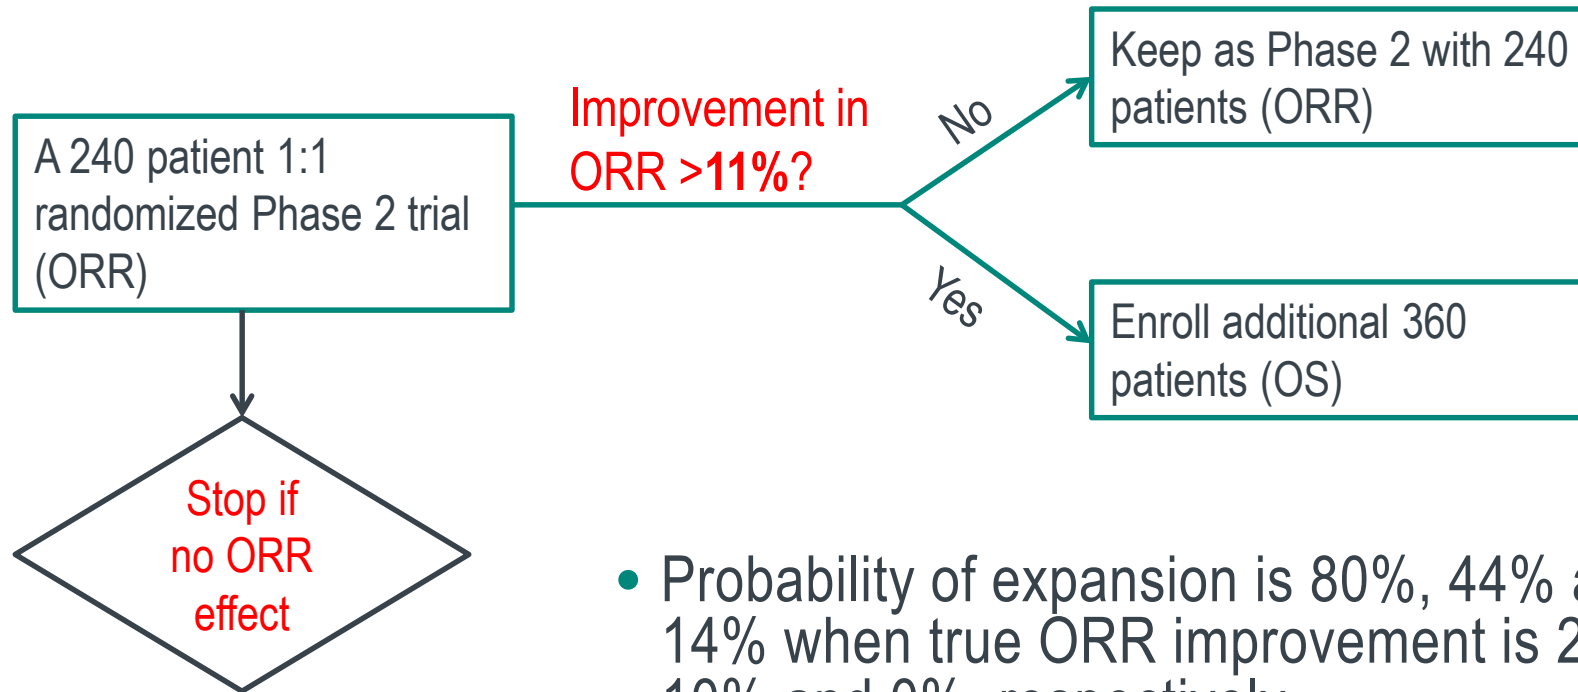 Keep as Phase 2 with 240
patients (ORR)
Improvement in
ORR >11%?
No
A 240 patient 1:1
randomized Phase 2 trial
(ORR)
Yes
Enroll additional 360
patients (OS)
Stop if
no ORR
effect
• Probability of expansion is 80%, 44%
14% when true ORR improvement is